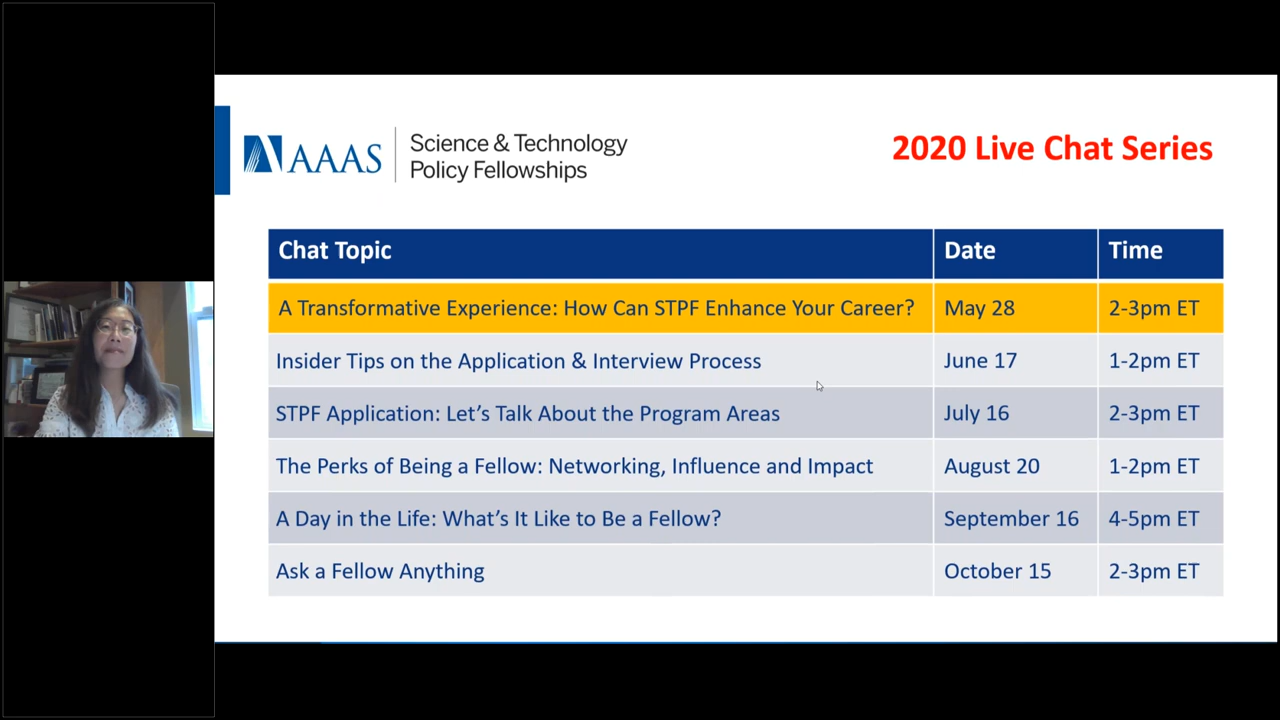 AAAS
Science & Technology
Policy Fellowships
2020 Live Chat Series
Chat Topic Date Time
A Transformative Experience: How Can STPF Enhance Your Career? May 28 2-3pm ET
Insider Tips on the Application & Interview Process June 17 1-2pm ET
STPF Application: Let's Talk About the Program Areas July 16 2-3pm ET
The Perks of Being a Fellow: Networking, Influence and Impact August 20 1-2pm ET
A Day in the Life: What's It Like to Be a Fellow? September 16 4-5pm ET
Ask a Fellow Anything October 15 2-3pm ET